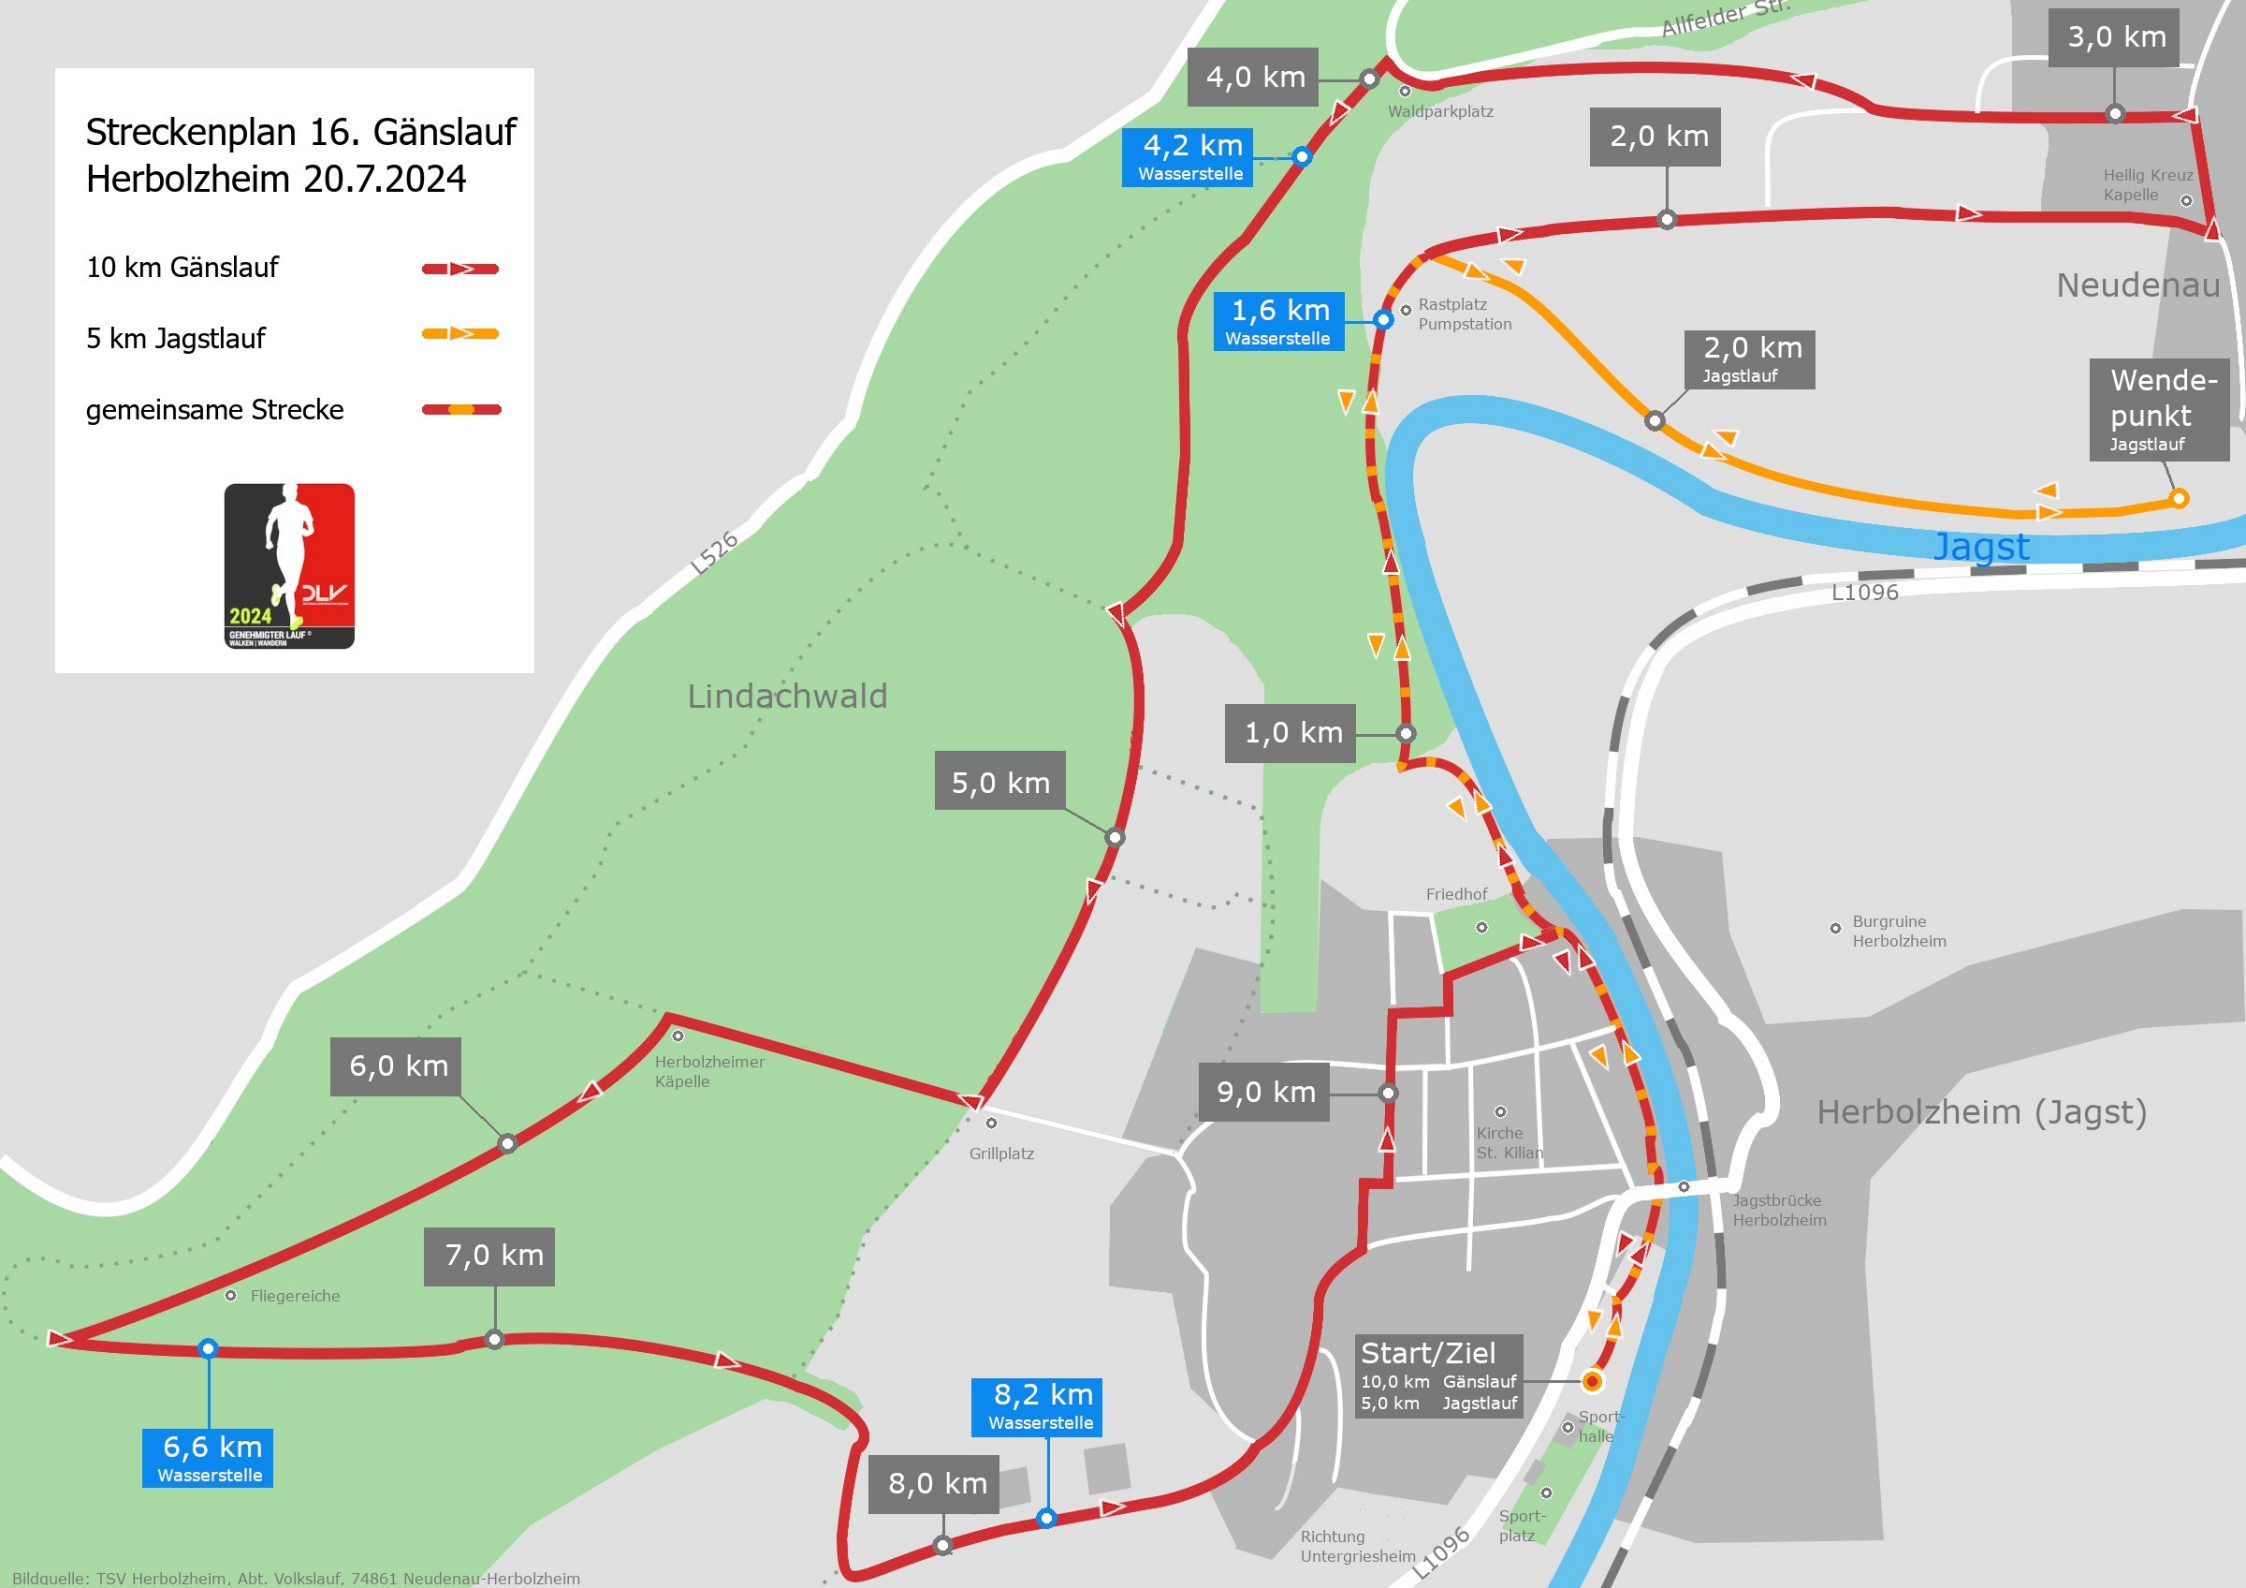 Streckenplan 16. Gänslauf
Herbolzheim 20.7.2024
10 km Gänslauf
5 km Jagstlauf
gemeinsame Strecke
DLV
2024
GENEHMIGTER LAUF ®
WALKEN | WANDERN
Allfelder Str.
3,0 km
4,0 km
Waldparkplatz
2,0 km
4,2 km
Wasserstelle
Heilig Kreuz
Kapelle
Neudenau
1,6 km
Wasserstelle
Rastplatz
Pumpstation
2,0 km
Jagstlauf
Wende-
punkt
Jagstlauf
L526
Jagst
L1096
Lindachwald
1,0 km
5,0 km
Friedhof
Burgruine
Herbolzheim
6,0 km
Herbolzheimer
Käpelle
9,0 km
Kirche
St. Kilian
Herbolzheim (Jagst)
Grillplatz
Jagstbrücke
Herbolzheim
7,0 km
Fliegereiche
Start/Ziel
10,0 km Gänslauf
5,0 km Jagstlauf
8,2 km
Wasserstelle
Sport-
halle
6,6 km
Wasserstelle
8,0 km
Sport-
platz
Richtung
Untergriesheim
L1096
Bildquelle: TSV Herbolzheim, Abt. Volkslauf, 74861 Neudenau-Herbolzheim